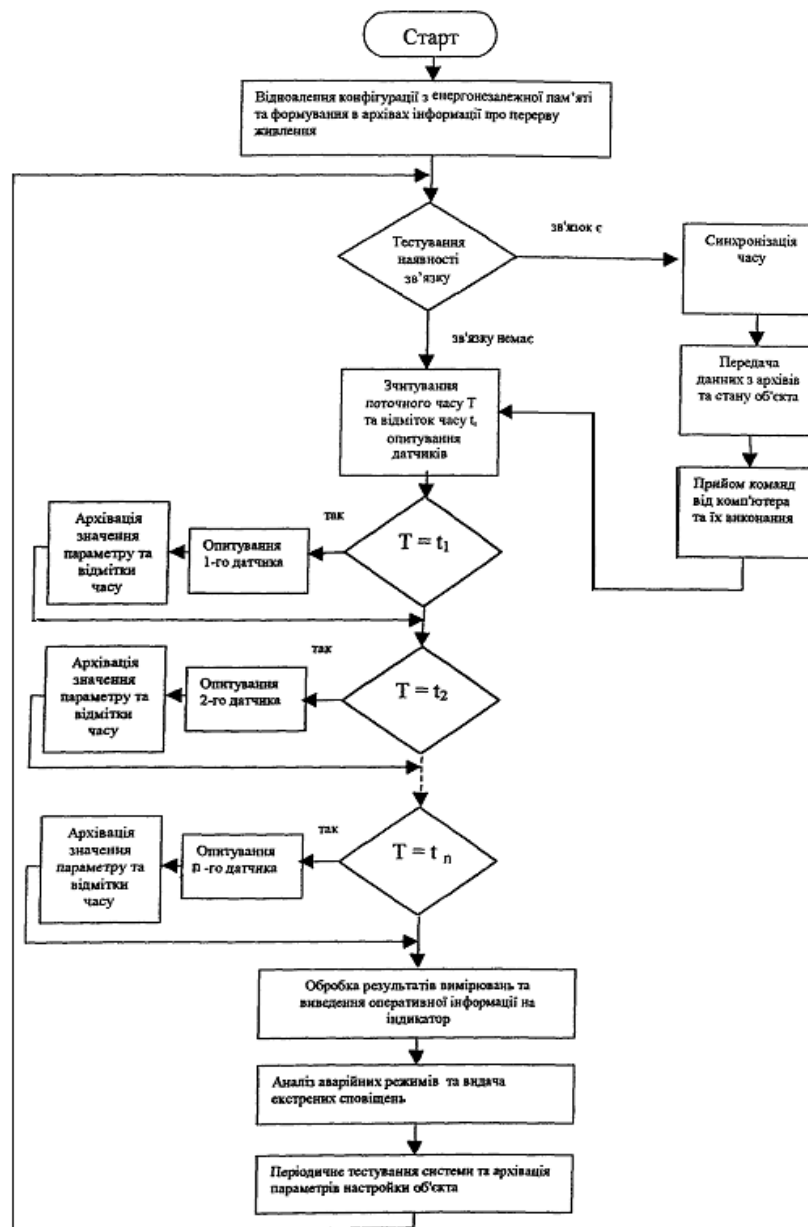 Старт
Відновлення конфігурації з енергонезалежної пам'яті
та формування в архівах інформації про перерву
живлення
Тестування
наявності
зв'язку
зв'язок є
Синхронізація
часу
зв'язку немає
Передача
данних з архівів
та стану об'єкта
Зчитування
поточного часу T
та відміток часу ti
опитування
датчиків
Прийом команд
від комп'ютера
та їх виконання
Архівація
значення
параметру та
відмітки
часу
Опитування
1-го датчика
так
T = t1
Архівація
значення
параметру та
відмітки
часу
Опитування
2-го датчика
так
T = t2
Архівація
значення
параметру та
відмітки
часу
Опитування
n -го датчика
так
T = t n
Обробка результатів вимірювань та
виведення оперативної інформації на
індикатор
Аналіз аварійних режимів та видача
екстрених сповіщень
Періодичне тестування системи та архівація
параметрів настройки об'єкта